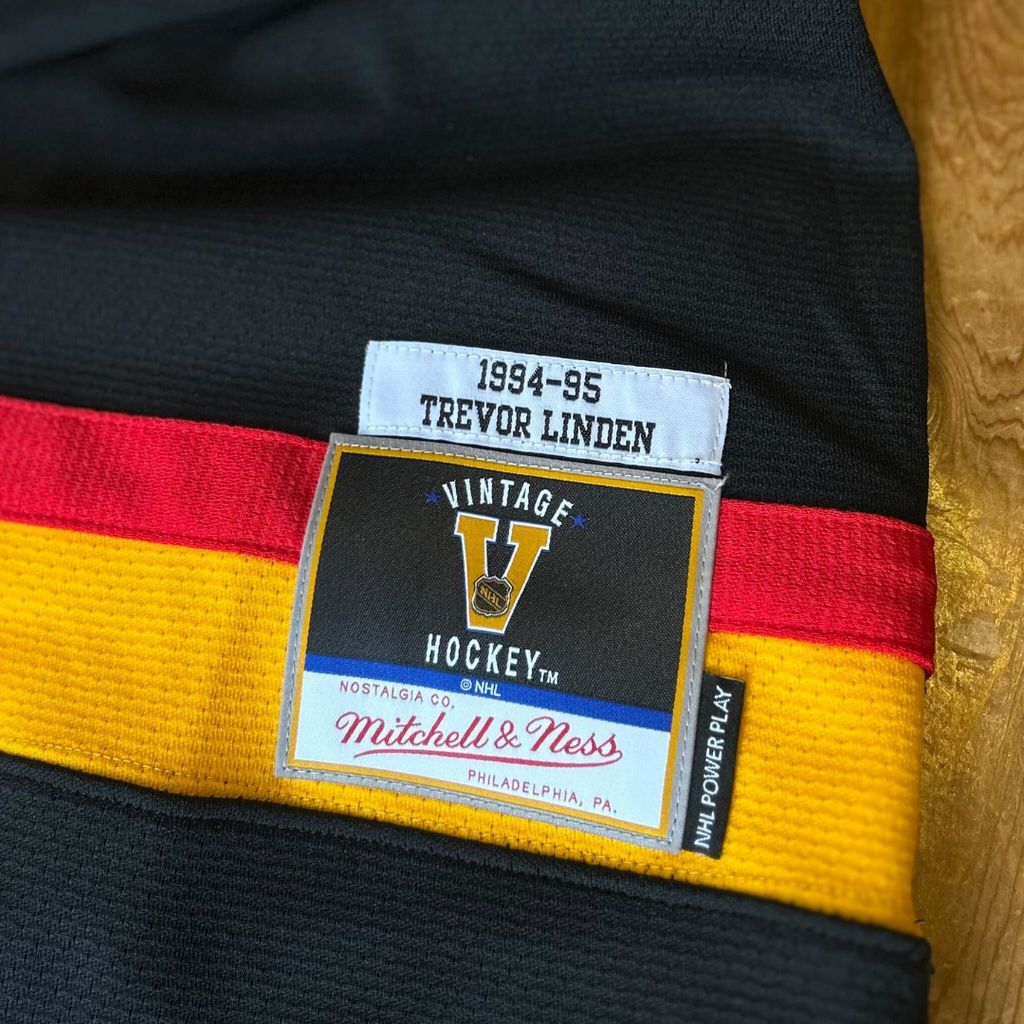 1994-95
TREVOR LINDEN
VINTAGE
V
NHL
HOCKEY™
© NHL
NOSTALGIA CO.
Mitchell & Ness
PHILADELPHIA, PA.
NHL POWER PLAY